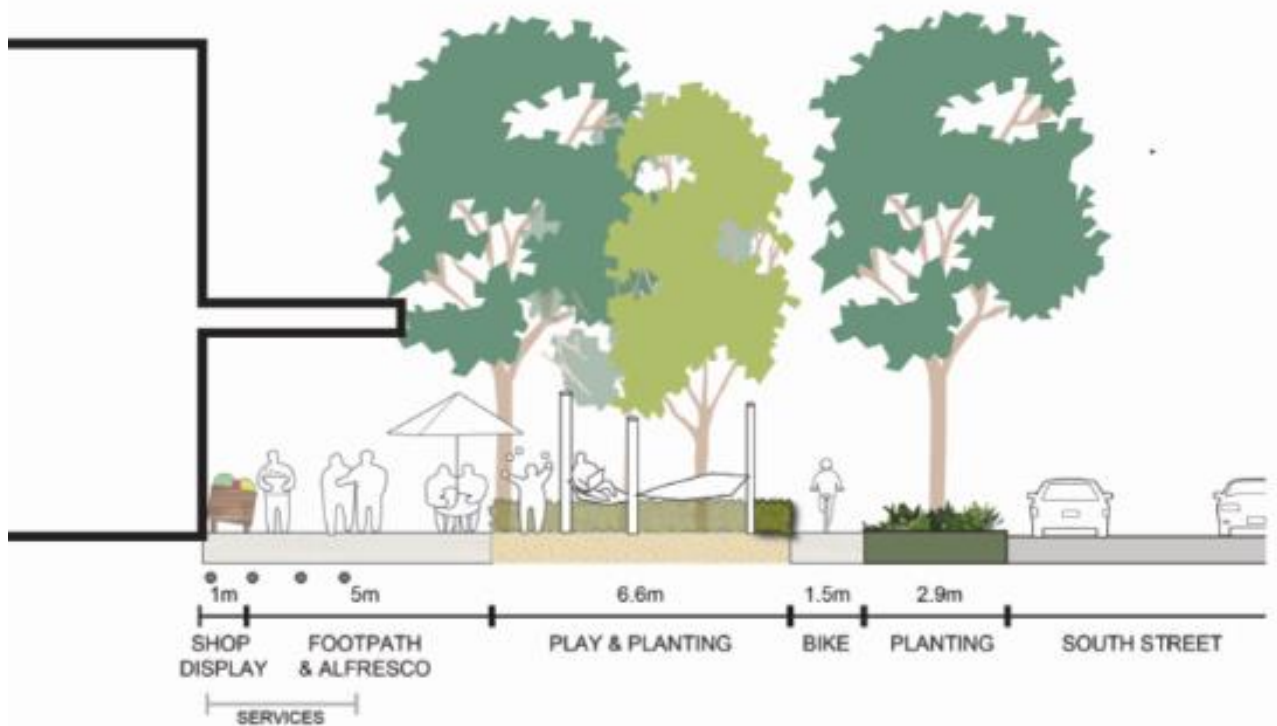 1m 5m 6.6m 1.5m 2.9m
SHOP DISPLAY
FOOTPATH & ALFRESCO
PLAY & PLANTING
BIKE
PLANTING
SOUTH STREET
SERVICES